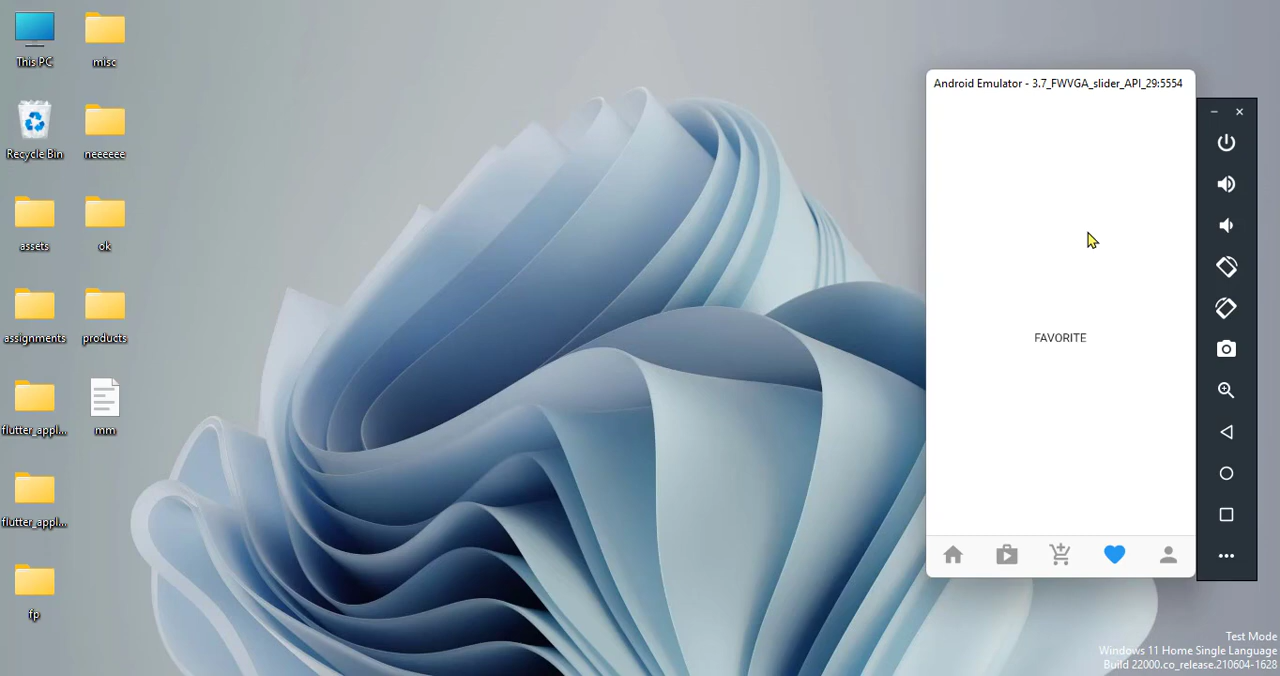 This PC
misc
Recycle Bin
neeeeee
assets
ok
assignments
products
flutter_appl...
mm
flutter_appl...
fp
Android Emulator - 3.7_FWVGA_slider_API_29:5554
FAVORITE
Test Mode
Windows 11 Home Single Language
Build 22000.co_release.210604-1628